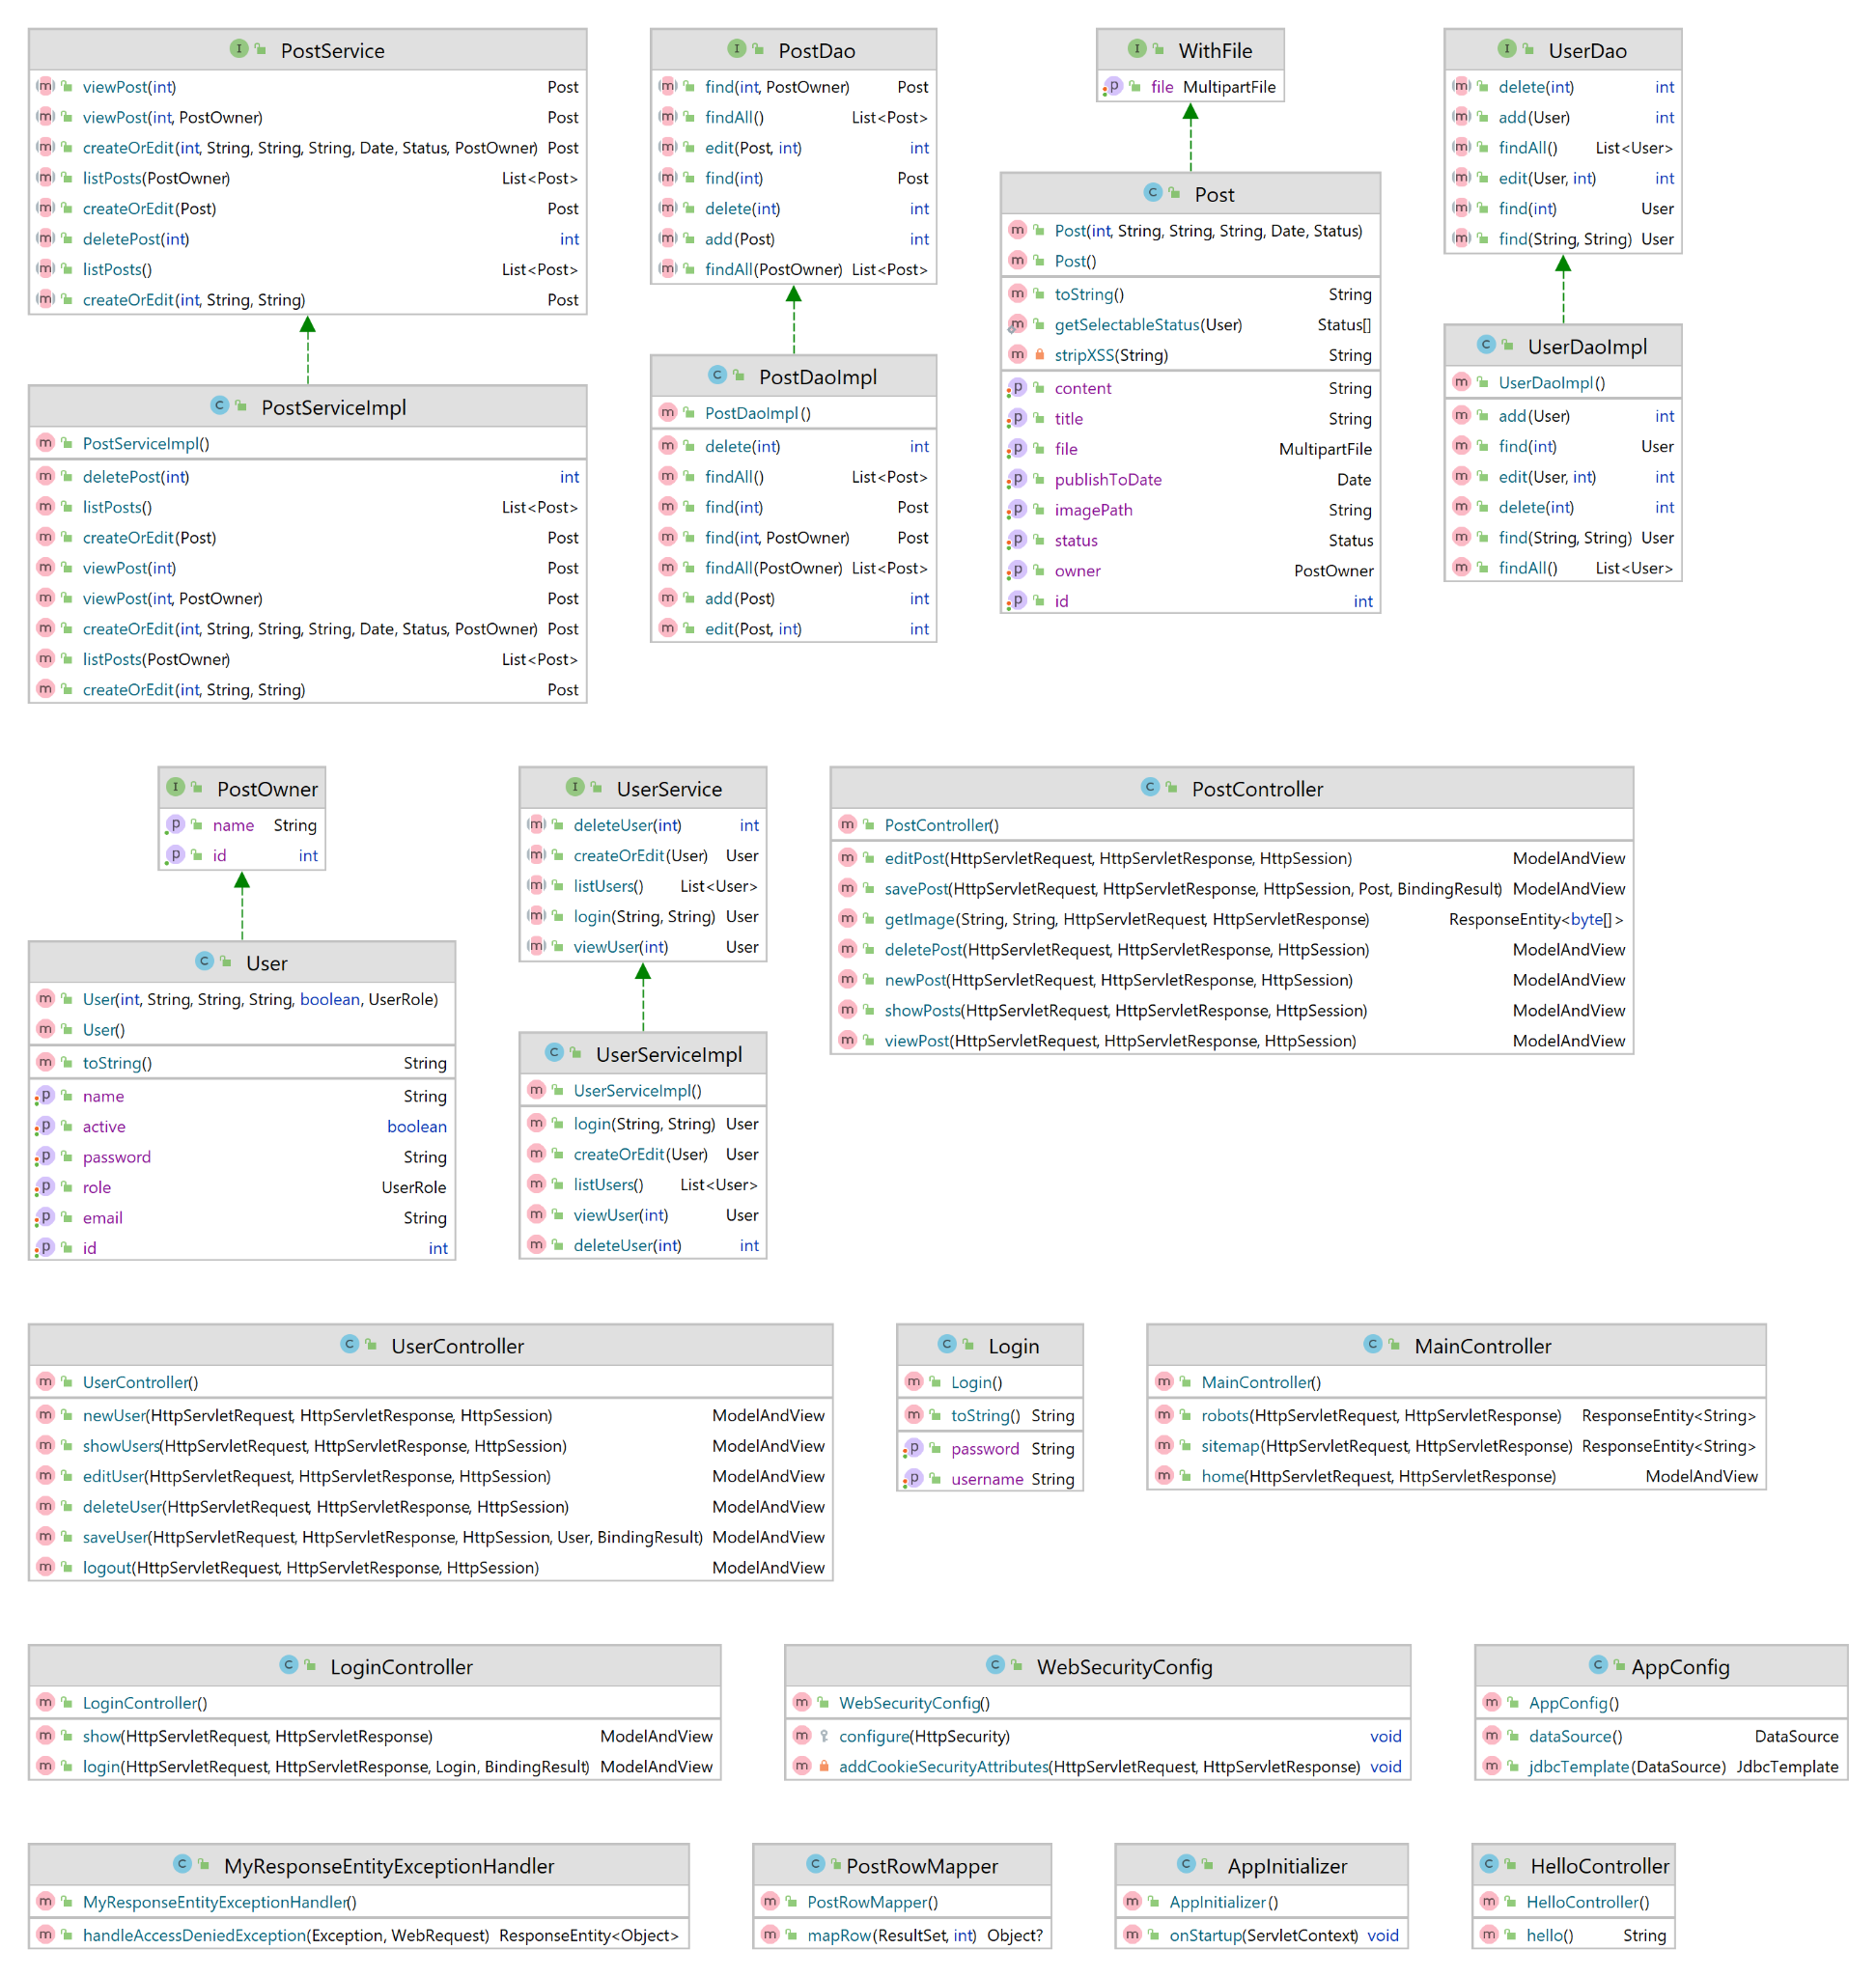 PostService
viewPost(int) Post
viewPost(int, PostOwner) Post
createOrEdit(int, String, String, String, Date, Status, PostOwner) Post
listPosts(PostOwner) List<Post>
createOrEdit(Post) Post
deletePost(int) int
listPosts() List<Post>
createOrEdit(int, String, String) Post
PostServiceImpl
PostServiceImpl()
deletePost(int) int
listPosts() List<Post>
createOrEdit(Post) Post
viewPost(int) Post
viewPost(int, PostOwner) Post
createOrEdit(int, String, String, String, Date, Status, PostOwner) Post
listPosts(PostOwner) List<Post>
createOrEdit(int, String, String) Post
PostDao
find(int, PostOwner) Post
findAll() List<Post>
edit(Post, int) int
find(int) Post
delete(int) int
add(Post) int
findAll(PostOwner) List<Post>
PostDaoImpl
PostDaoImpl()
delete(int) int
findAll() List<Post>
find(int) Post
find(int, PostOwner) Post
findAll(PostOwner) List<Post>
add(Post) int
edit(Post, int) int
WithFile
file MultipartFile
Post
Post(int, String, String, String, Date, Status)
Post()
toString() String
getSelectableStatus(User) Status[]
stripXSS(String) String
content String
title String
file MultipartFile
publishToDate Date
imagePath String
status Status
owner PostOwner
id int
UserDao
delete(int) int
add(User) int
findAll() List<User>
edit(User, int) int
find(int) User
find(String, String) User
UserDaoImpl
UserDaoImpl()
add(User) int
find(int) User
edit(User, int) int
delete(int) int
find(String, String) User
findAll() List<User>
PostOwner
name String
id int
User
User(int, String, String, String, boolean, UserRole)
User()
toString() String
name String
active boolean
password String
role UserRole
email String
id int
UserService
deleteUser(int) int
createOrEdit(User) User
listUsers() List<User>
login(String, String) User
viewUser(int) User
UserServiceImpl
UserServiceImpl()
login(String, String) User
createOrEdit(User) User
listUsers() List<User>
viewUser(int) User
deleteUser(int) int
PostController
PostController()
editPost(HttpServletRequest, HttpServletResponse, HttpSession) ModelAndView
savePost(HttpServletRequest, HttpServletResponse, HttpSession, Post, BindingResult) ModelAndView
getImage(String, String, HttpServletRequest, HttpServletResponse) ResponseEntity<byte[]>
deletePost(HttpServletRequest, HttpServletResponse, HttpSession) ModelAndView
newPost(HttpServletRequest, HttpServletResponse, HttpSession) ModelAndView
showPosts(HttpServletRequest, HttpServletResponse, HttpSession) ModelAndView
viewPost(HttpServletRequest, HttpServletResponse, HttpSession) ModelAndView
UserController
UserController()
newUser(HttpServletRequest, HttpServletResponse, HttpSession) ModelAndView
showUsers(HttpServletRequest, HttpServletResponse, HttpSession) ModelAndView
editUser(HttpServletRequest, HttpServletResponse, HttpSession) ModelAndView
deleteUser(HttpServletRequest, HttpServletResponse, HttpSession) ModelAndView
saveUser(HttpServletRequest, HttpServletResponse, HttpSession, User, BindingResult) ModelAndView
logout(HttpServletRequest, HttpServletResponse, HttpSession) ModelAndView
Login
Login()
toString() String
password String
username String
MainController
MainController()
robots(HttpServletRequest, HttpServletResponse) ResponseEntity<String>
sitemap(HttpServletRequest, HttpServletResponse) ResponseEntity<String>
home(HttpServletRequest, HttpServletResponse) ModelAndView
LoginController
LoginController()
show(HttpServletRequest, HttpServletResponse) ModelAndView
login(HttpServletRequest, HttpServletResponse, Login, BindingResult) ModelAndView
WebSecurityConfig
WebSecurityConfig()
configure(HttpSecurity) void
addCookieSecurityAttributes(HttpServletRequest, HttpServletResponse) void
AppConfig
AppConfig()
dataSource() DataSource
jdbcTemplate(DataSource) JdbcTemplate
MyResponseEntityExceptionHandler
MyResponseEntityExceptionHandler()
handleAccessDeniedException(Exception, WebRequest) ResponseEntity<Object>
PostRowMapper
PostRowMapper()
mapRow(ResultSet, int) Object?
AppInitializer
AppInitializer()
onStartup(ServletContext) void
HelloController
HelloController()
hello() String